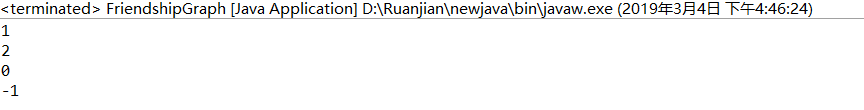 <terminated> FriendshipGraph [Java Application] D:\Ruanjian\newjava\bin\javaw.exe (2019年3月4日 下午4:46:24)
1
2
0
-1